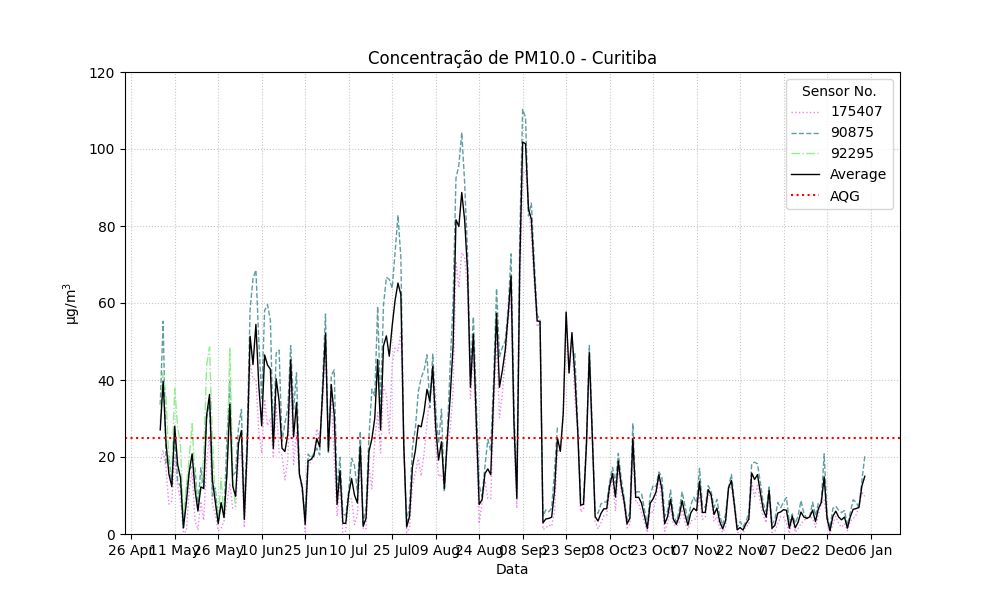 Concentração de PM10.0 - Curitiba
120
100
80
60
40
20
0
µg/m³
Sensor No.
175407
90875
92295
Average
AQG
26 Apr 11 May 26 May 10 Jun 25 Jun 10 Jul 25 Jul 09 Aug 24 Aug 08 Sep 23 Sep 08 Oct 23 Oct 07 Nov 22 Nov 07 Dec 22 Dec 06 Jan
Data